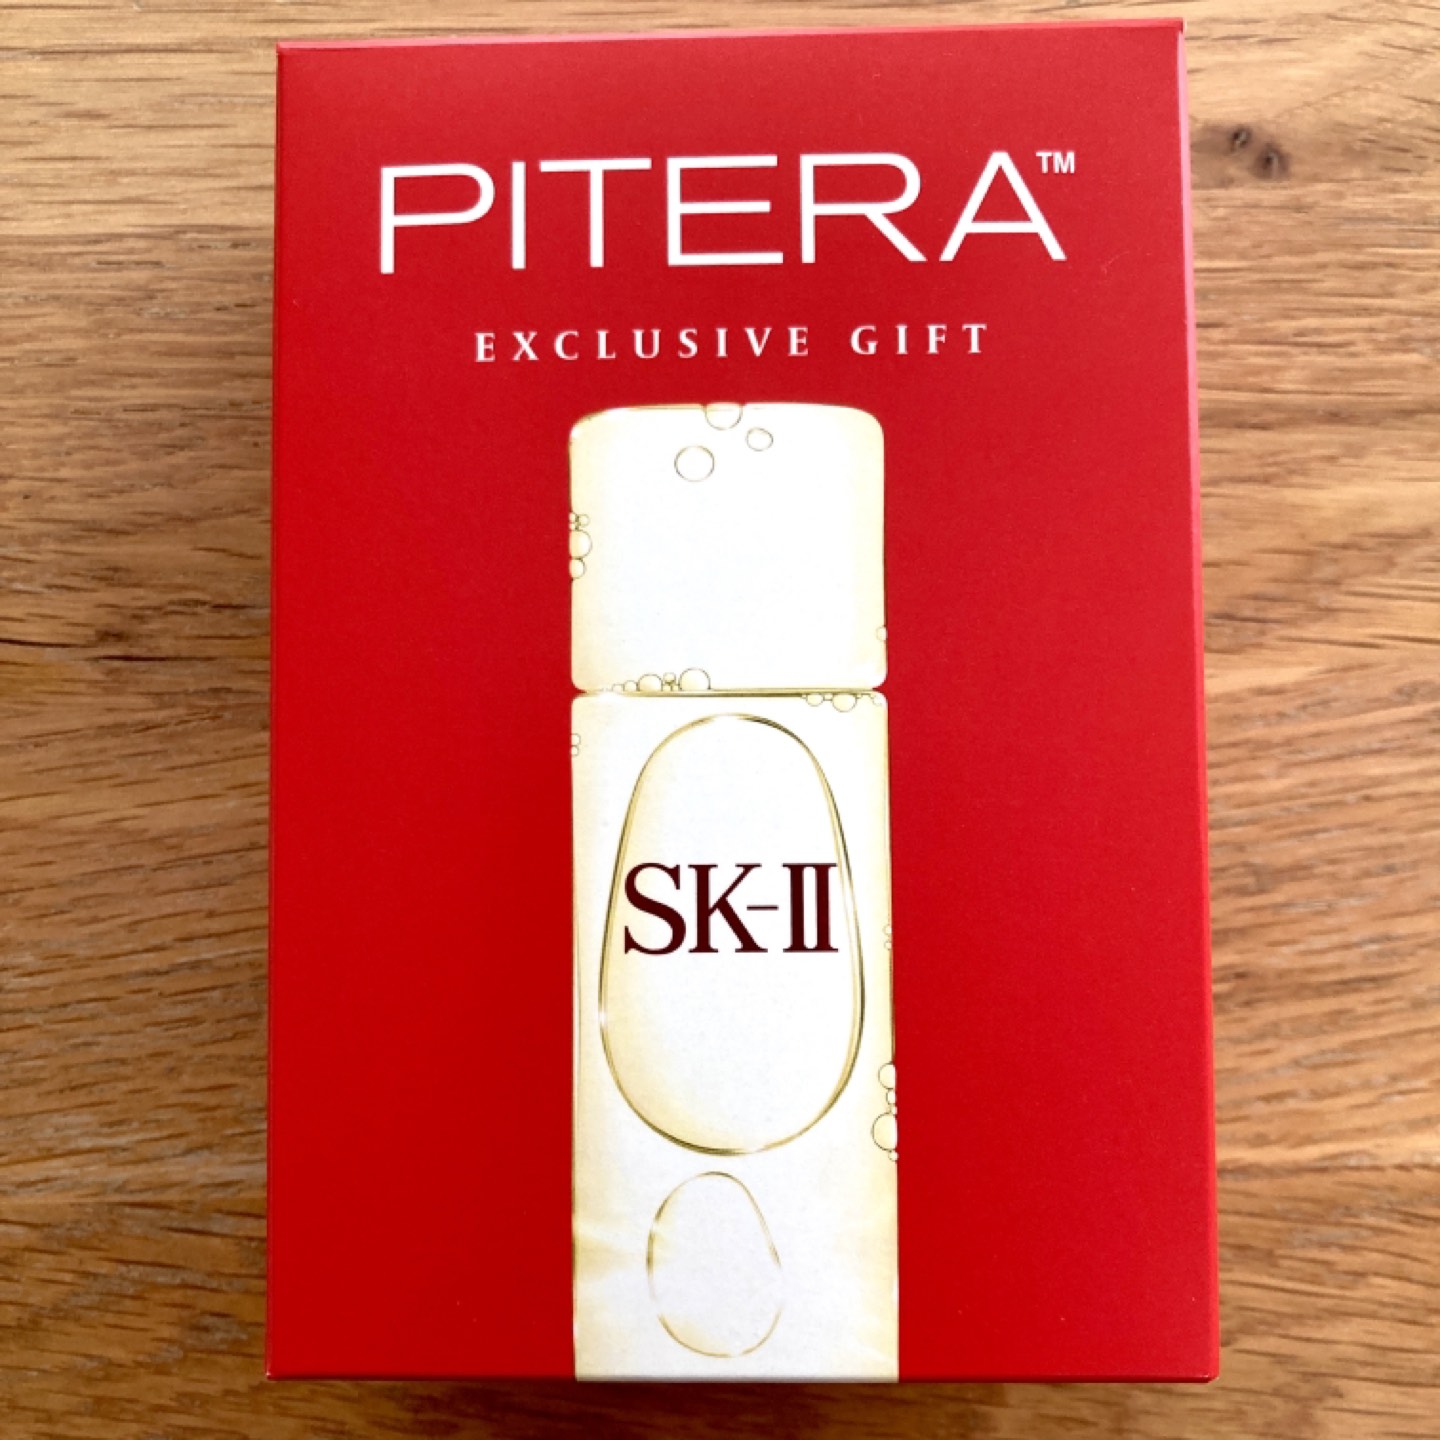 PITERA™
EXCLUSIVE GIFT
SK-II